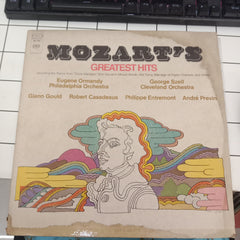 MOZART'S
GREATEST HITS
Eugene Ormandy
Philadelphia Orchestra
George Szell
Cleveland Orchestra
Glenn Gould Robert Casadesus Philippe Entremont André Previn